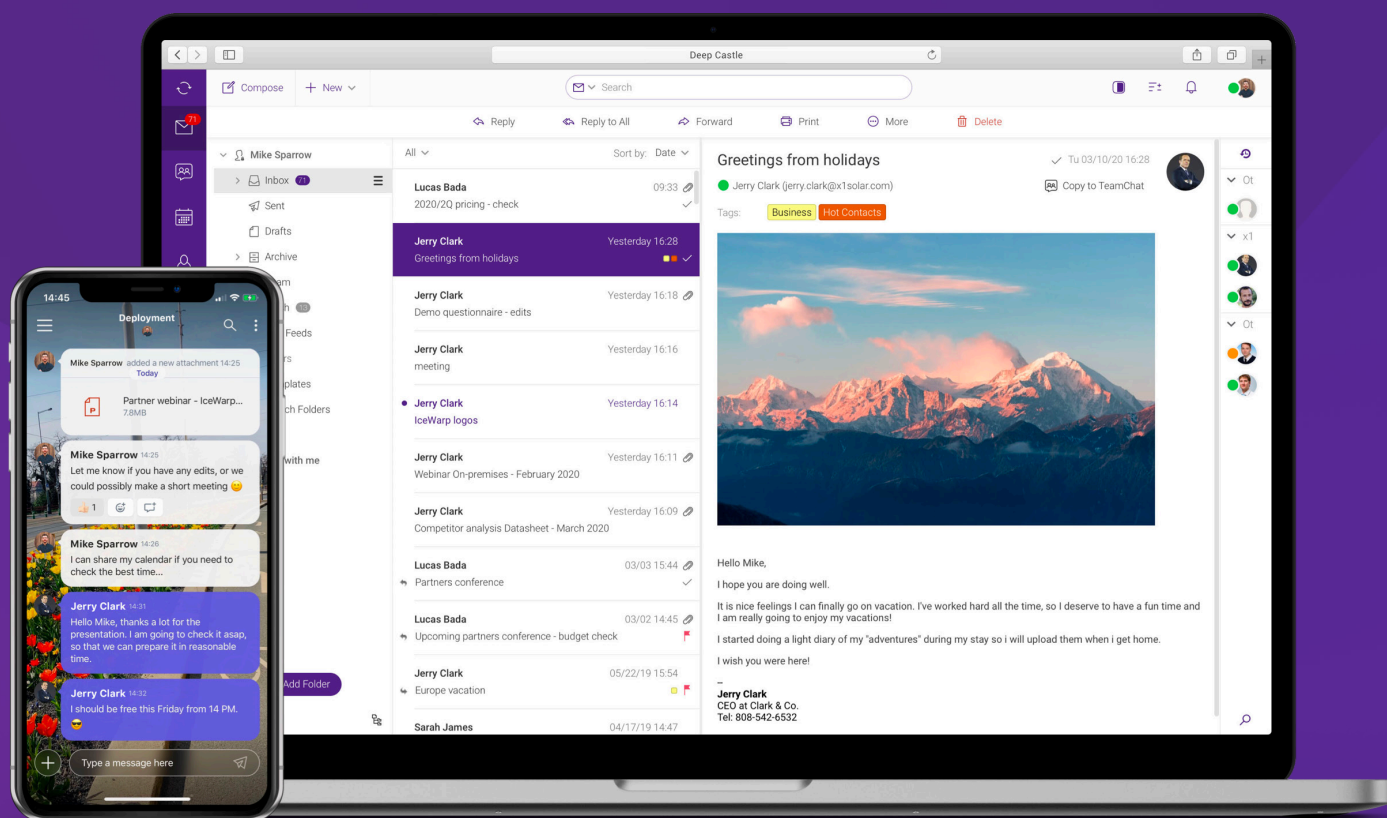 Deep Castle
Compose
New
Search
71
Reply
Reply to All
Forward
Print
More
Delete
Mike Sparrow
Inbox 71
Sent
Drafts
Archive
Feeds
with me
Add Folder
All
Sort by: Date
Lucas Bada 09:33
2020/2Q pricing - check
Jerry Clark Yesterday 16:28
Greetings from holidays
Jerry Clark Yesterday 16:18
Demo questionnaire - edits
Jerry Clark Yesterday 16:16
meeting
Jerry Clark Yesterday 16:14
IceWarp logos
Jerry Clark Yesterday 16:11
Webinar On-premises - February 2020
Jerry Clark Yesterday 16:09
Competitor analysis Datasheet - March 2020
Lucas Bada 03/03 15:44
Partners conference
Lucas Bada 03/02 14:45
Upcoming partners conference - budget check
Jerry Clark 05/22/19 15:54
Europe vacation
Sarah James 04/17/19 14:47
Greetings from holidays
Tu 03/10/20 16:28
Jerry Clark (jerry.clark@x1solar.com)
Copy to TeamChat
Tags: Business Hot Contacts
Hello Mike,
I hope you are doing well.
It is nice feelings I can finally go on vacation. I've worked hard all the time, so I deserve to have a fun time and
I am really going to enjoy my vacations!
I started doing a light diary of my "adventures" during my stay so i will upload them when i get home.
I wish you were here!
--
Jerry Clark
CEO at Clark & Co.
Tel: 808-542-6532
Ot
x1
Ot
14:45
Deployment
Mike Sparrow added a new attachment 14:25
Today
Partner webinar - IceWarp...
7.8MB
Mike Sparrow 14:25
Let me know if you have any edits, or we
could possibly make a short meeting 🙂
👍 1
Mike Sparrow 14:26
I can share my calendar if you need to
check the best time...
Jerry Clark 14:31
Hello Mike, thanks a lot for the
presentation. I am going to check it asap,
so that we can prepare it in reasonable
time.
Jerry Clark 14:32
I should be free this Friday from 14 PM.
😎
Type a message here